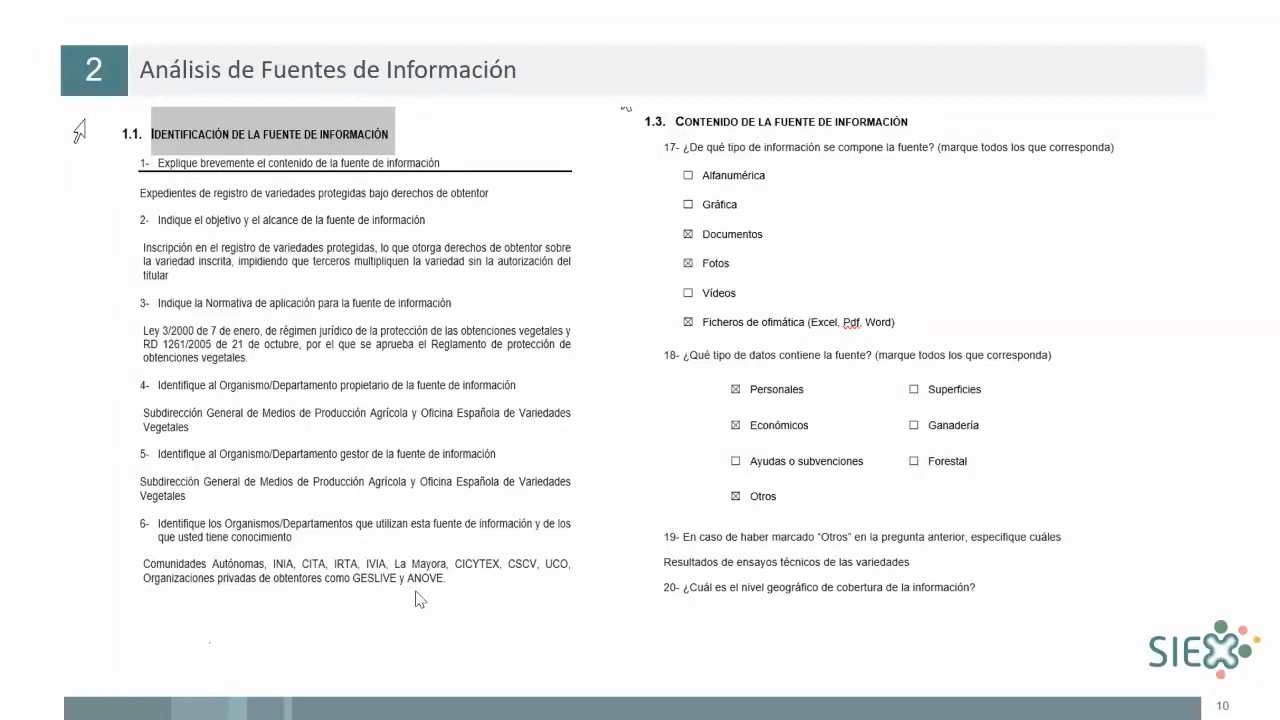 2 Análisis de Fuentes de Información
1.1. IDENTIFICACIÓN DE LA FUENTE DE INFORMACIÓN
1- Explique brevemente el contenido de la fuente de información
Expedientes de registro de variedades protegidas bajo derechos de obtentor
2- Indique el objetivo y el alcance de la fuente de información
Inscripción en el registro de variedades protegidas, lo que otorga derechos de obtentor sobre
la variedad inscrita, impidiendo que terceros multipliquen la variedad sin la autorización del
titular
3- Indique la Normativa de aplicación para la fuente de información
Ley 3/2000 de 7 de enero, de régimen jurídico de la protección de las obtenciones vegetales y
RD 1261/2005 de 21 de octubre, por el que se aprueba el Reglamento de protección de
obtenciones vegetales.
4- Identifique al Organismo/Departamento propietario de la fuente de información
Subdirección General de Medios de Producción Agrícola y Oficina Española de Variedades
Vegetales
5- Identifique al Organismo/Departamento gestor de la fuente de información
Subdirección General de Medios de Producción Agrícola y Oficina Española de Variedades
Vegetales
6- Identifique los Organismos/Departamentos que utilizan esta fuente de información y de los
que usted tiene conocimiento
Comunidades Autónomas, INIA, CITA, IRTA, IVIA, La Mayora, CICYTEX, CSCV, UCO,
Organizaciones privadas de obtentores como GESLIVE y ANOVE.
1.3. CONTENIDO DE LA FUENTE DE INFORMACIÓN
17- ¿De qué tipo de información se compone la fuente? (marque todos los que corresponda)
☐ Alfanumérica
☐ Gráfica
☒ Documentos
☒ Fotos
☐ Vídeos
☒ Ficheros de ofimática (Excel, Pdf, Word)
18- ¿Qué tipo de datos contiene la fuente? (marque todos los que corresponda)
☒ Personales ☐ Superficies
☒ Económicos ☐ Ganadería
☐ Ayudas o subvenciones ☐ Forestal
☒ Otros
19- En caso de haber marcado “Otros” en la pregunta anterior, especifique cuáles
Resultados de ensayos técnicos de las variedades
20- ¿Cuál es el nivel geográfico de cobertura de la información?
SIEX
10